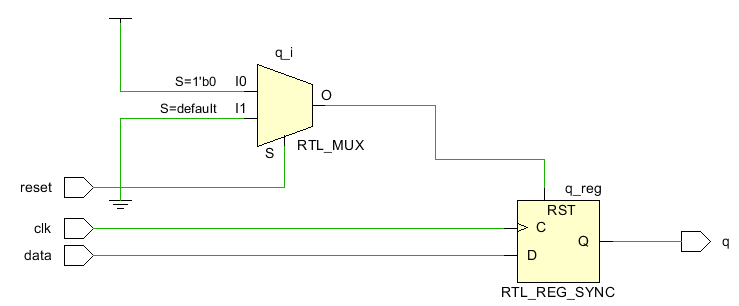 q_i
S=1'b0 I0
S=default I1
O
S
RTL_MUX
reset
q_reg
RST
clk
C
Q
q
data
D
RTL_REG_SYNC